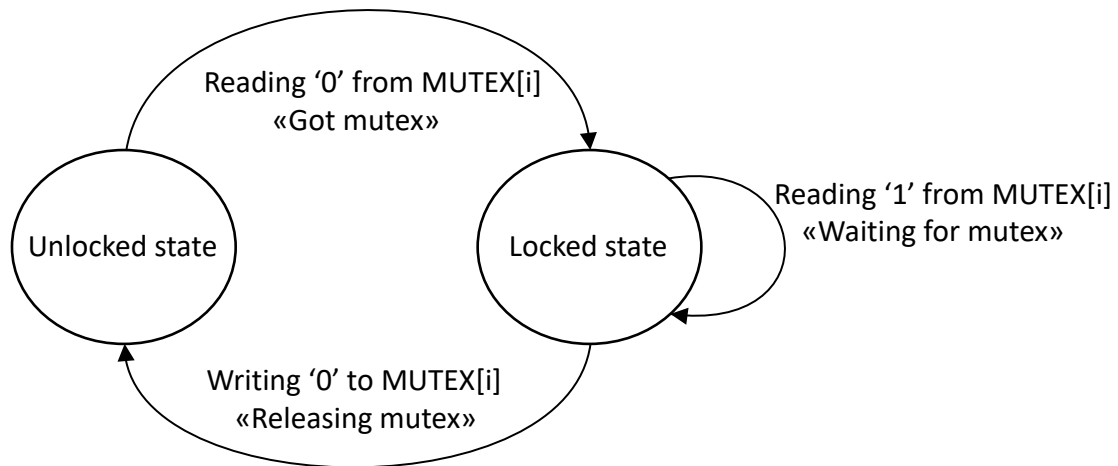 Reading ‘0’ from MUTEX[i]
«Got mutex»
Unlocked state
Locked state
Reading ‘1’ from MUTEX[i]
«Waiting for mutex»
Writing ‘0’ to MUTEX[i]
«Releasing mutex»